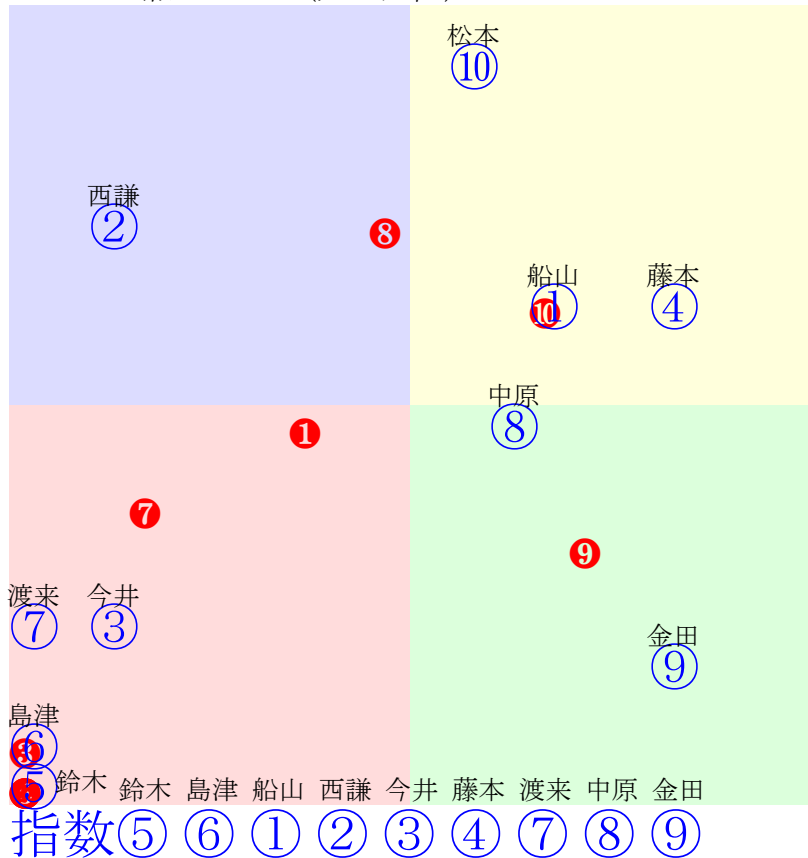 松本
⑩
西謙
②
❽
船山 藤本
❿ ① ④
中原
⑧
❶
❼
❾
渡来 今井
⑦ ③
金田
⑨
島津
⑥
❸
⑤ 鈴木
鈴木 島津 船山 西謙 今井 藤本 渡来 中原 金田
指数⑤ ⑥ ① ② ③ ④ ⑦ ⑧ ⑨